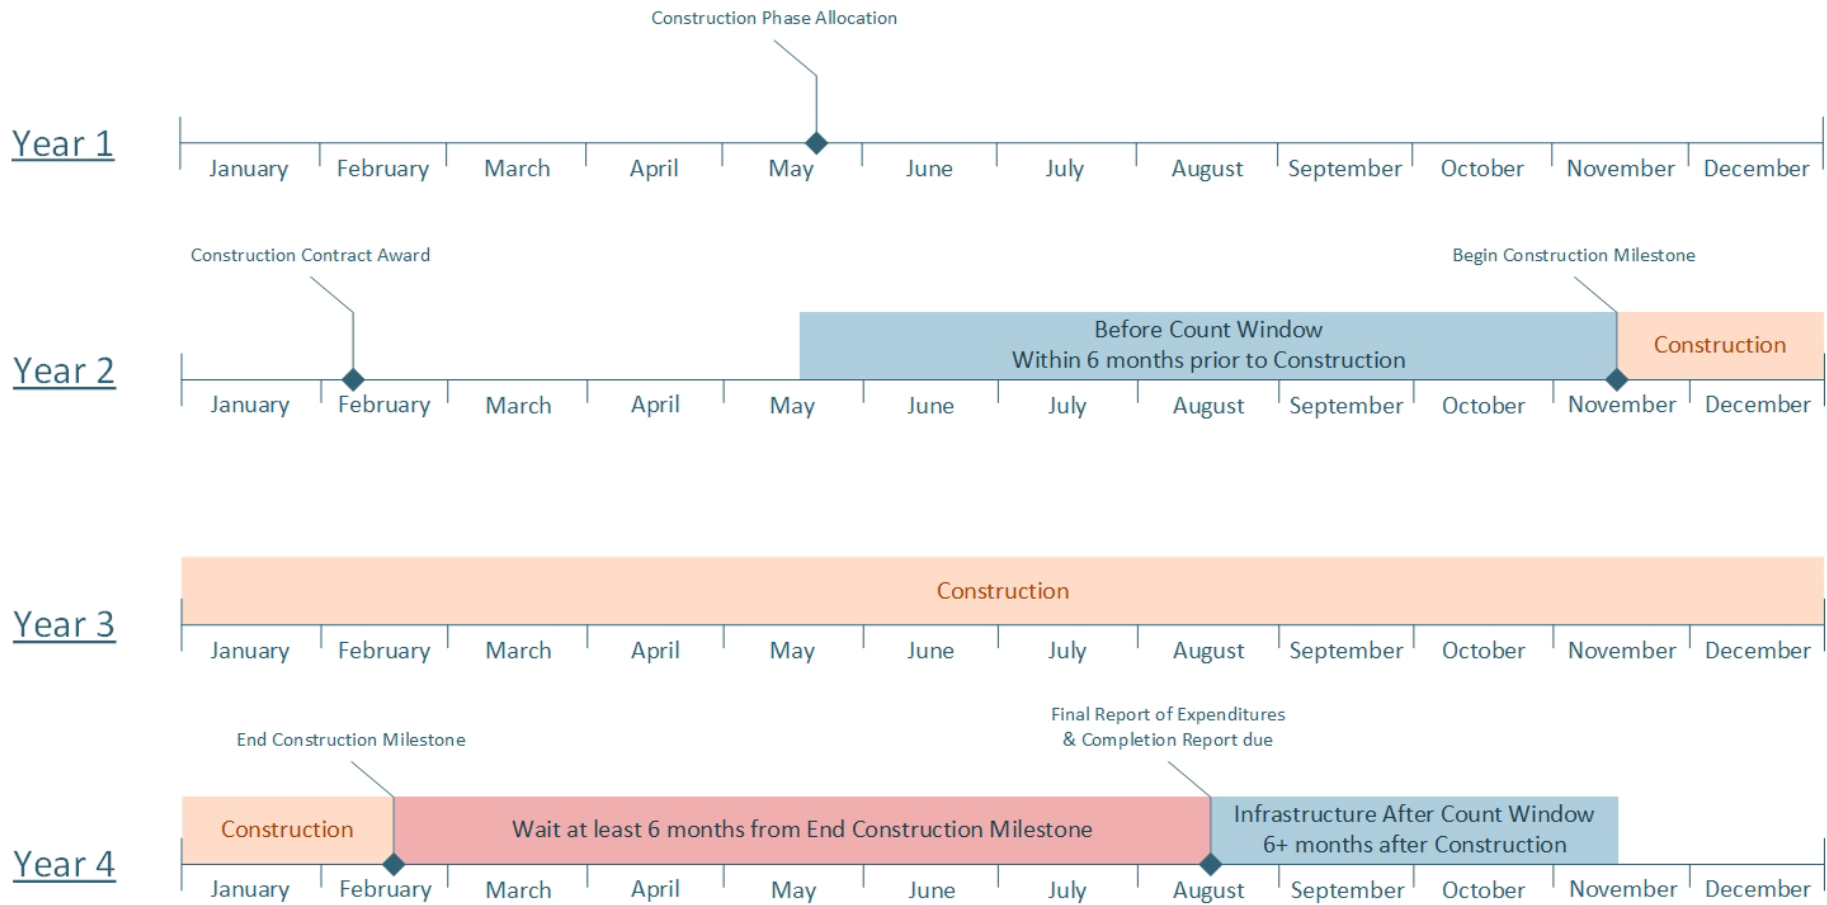 Construction Phase Allocation
Year 1
January February March April May June July August September October November December
Construction Contract Award
Begin Construction Milestone
Before Count Window
Within 6 months prior to Construction
Construction
Year 2
January February March April May June July August September October November December
Construction
Year 3
January February March April May June July August September October November December
End Construction Milestone
Final Report of Expenditures
& Completion Report due
Construction
Wait at least 6 months from End Construction Milestone
Infrastructure After Count Window
6+ months after Construction
Year 4
January February March April May June July August September October November December